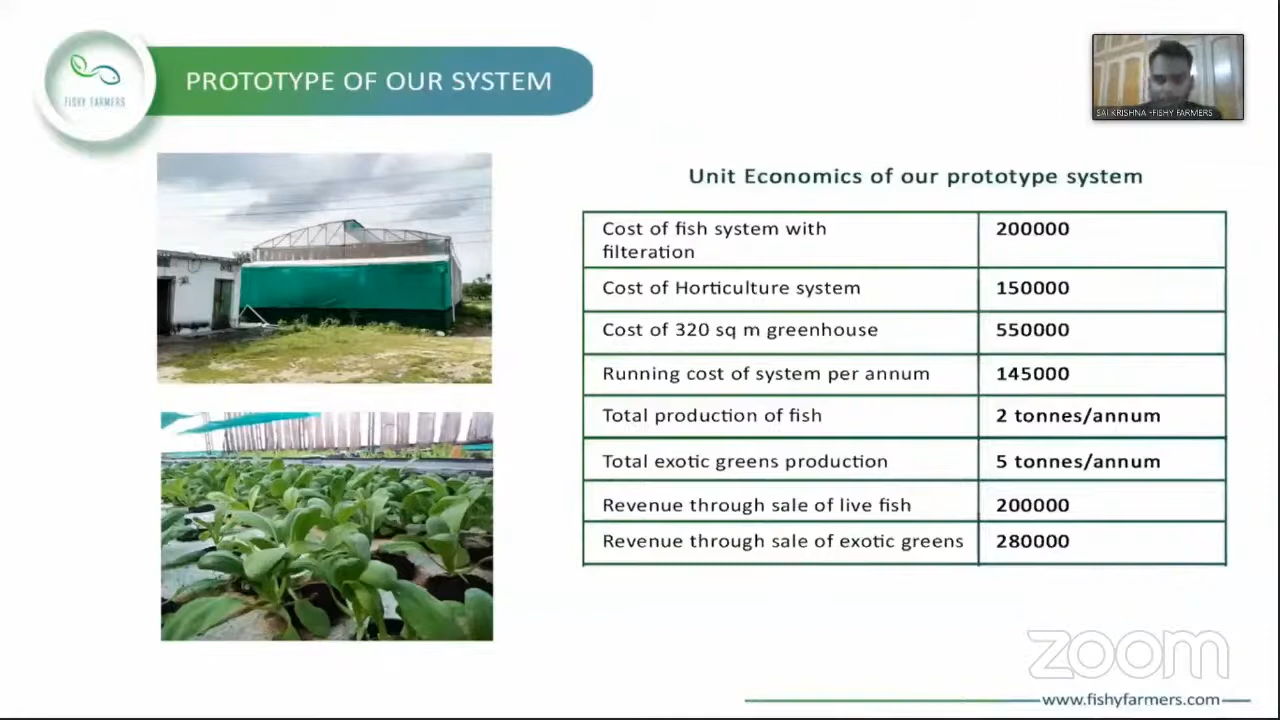 FISHY FARMERS
PROTOTYPE OF OUR SYSTEM
SAI KRISHNA -FISHY FARMERS
Unit Economics of our prototype system
Cost of fish system with
filteration
200000
Cost of Horticulture system
150000
Cost of 320 sq m greenhouse
550000
Running cost of system per annum
145000
Total production of fish
2 tonnes/annum
Total exotic greens production
5 tonnes/annum
Revenue through sale of live fish
200000
Revenue through sale of exotic greens
280000
zoom
www.fishyfarmers.com